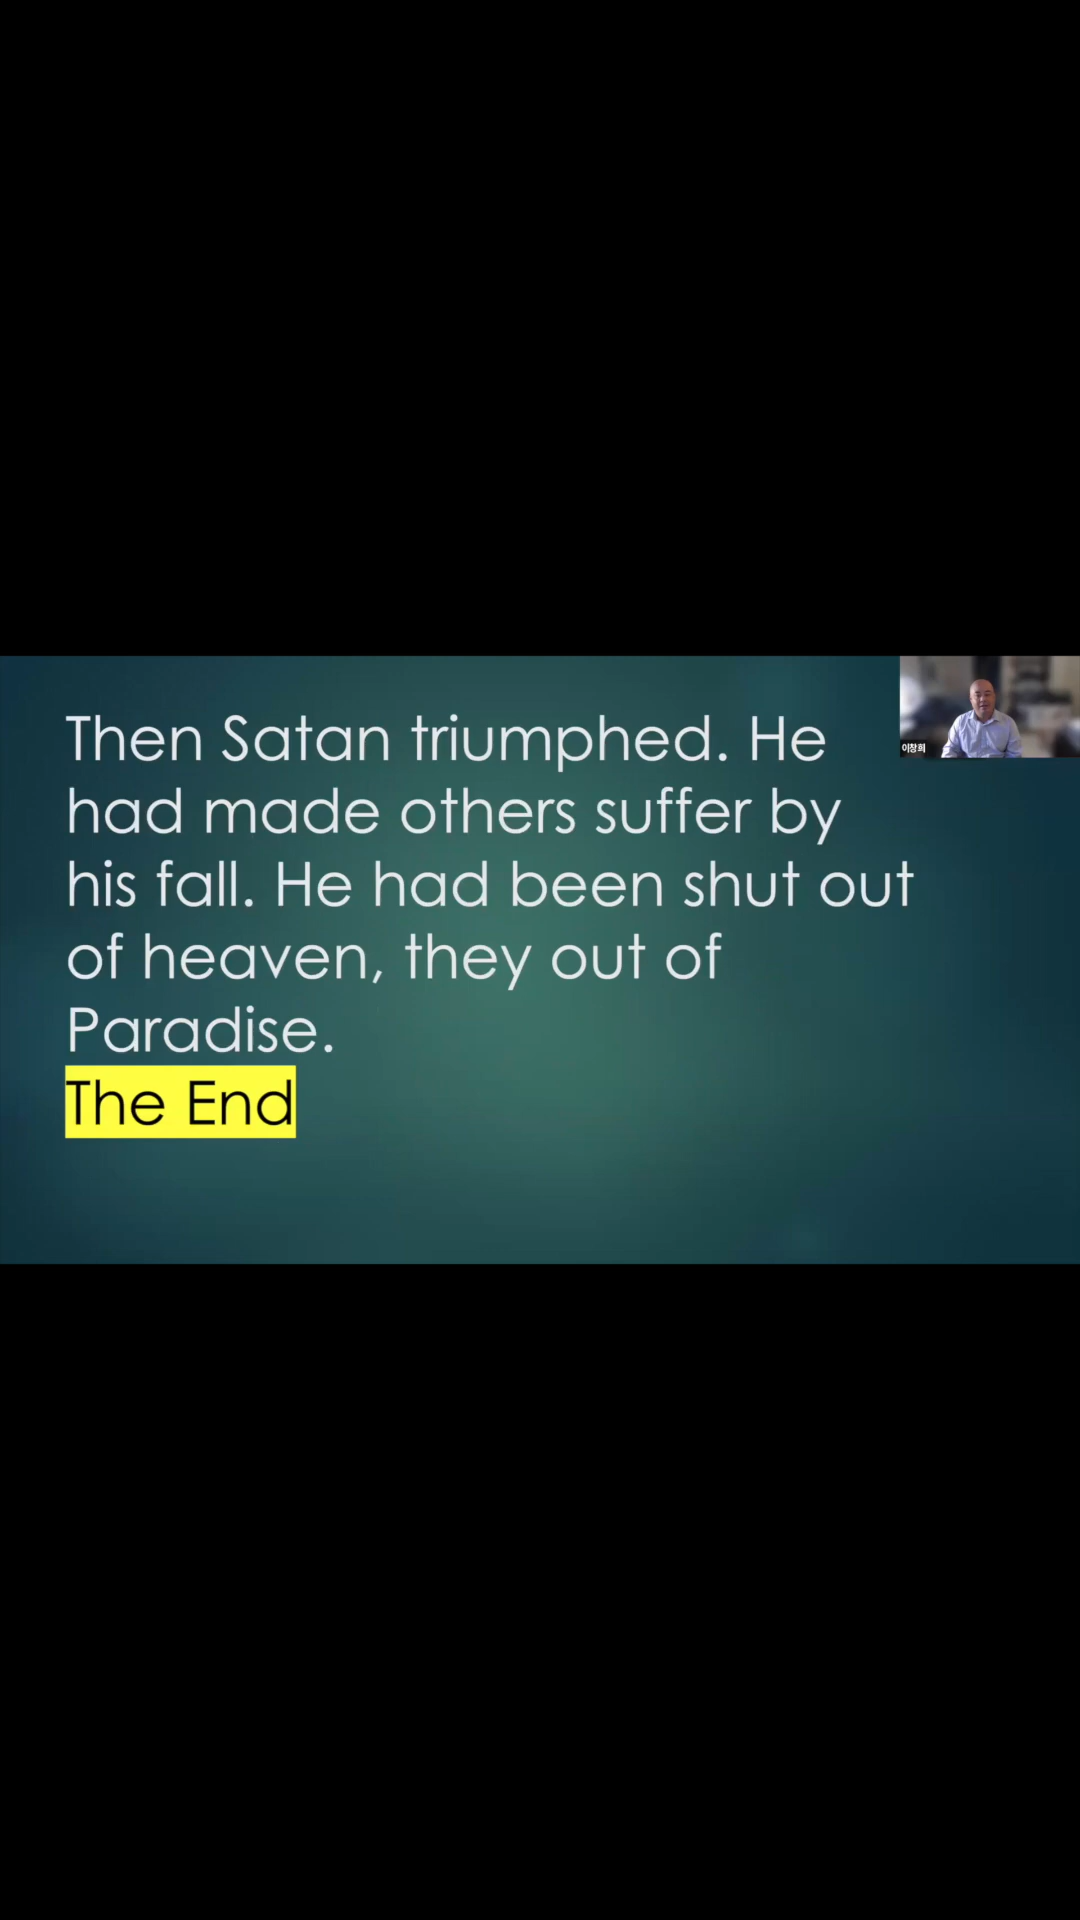 Then Satan triumphed. He
had made others suffer by
his fall. He had been shut out
of heaven, they out of
Paradise.
The End
이창희